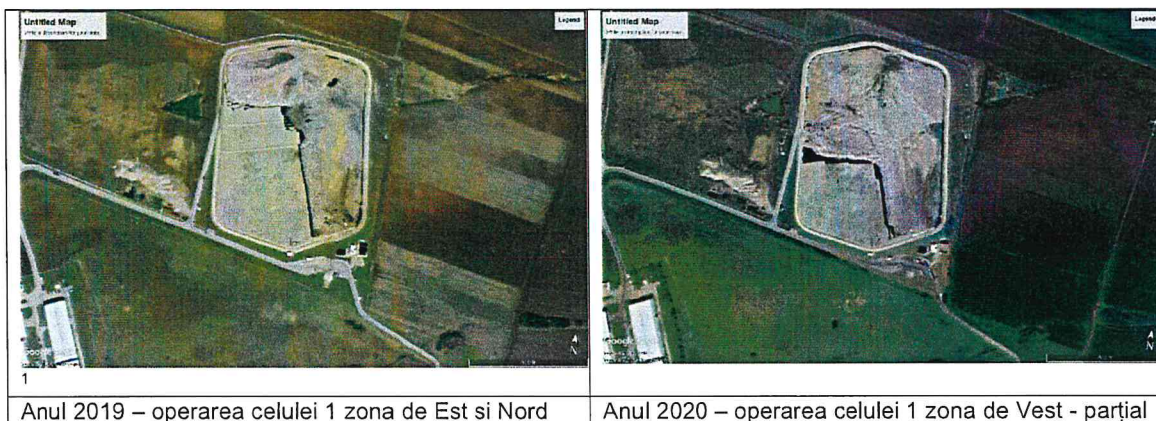 Untitled Map
Legend
Untitled Map
Legend
Google
N
N
1
Anul 2019 – operarea celulei 1 zona de Est si Nord
Anul 2020 – operarea celulei 1 zona de Vest - parțial